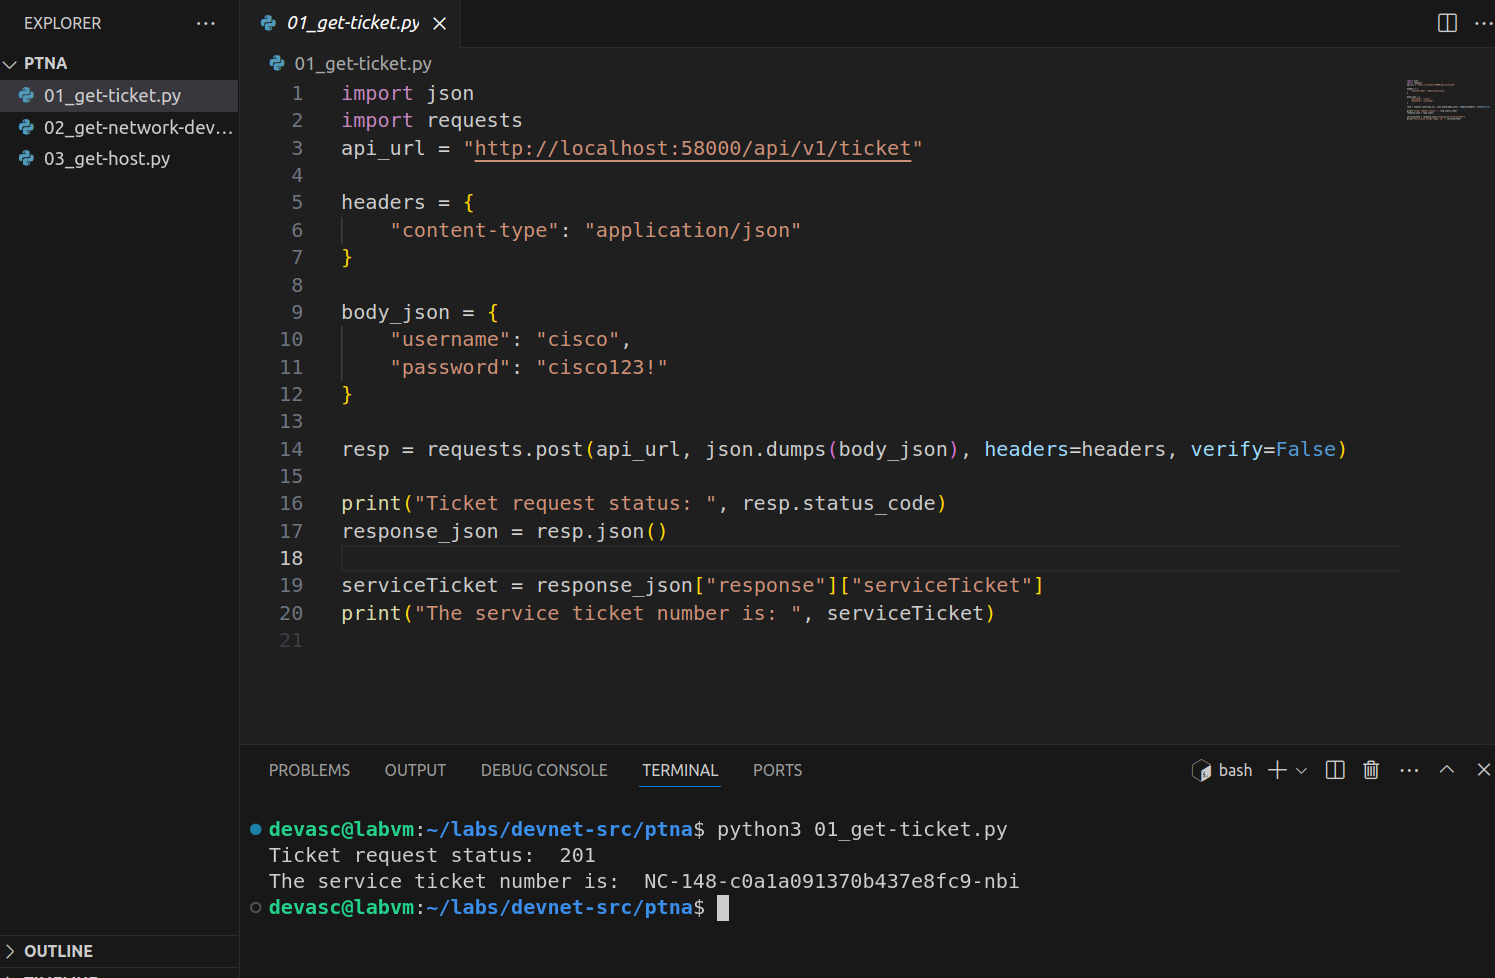 EXPLORER
PTNA
01_get-ticket.py
02_get-network-dev...
03_get-host.py
OUTLINE
01_get-ticket.py
01_get-ticket.py
1 import json
2 import requests
3 api_url = "http://localhost:58000/api/v1/ticket"
4
5 headers = {
6     "content-type": "application/json"
7 }
8
9 body_json = {
10     "username": "cisco",
11     "password": "cisco123!"
12 }
13
14 resp = requests.post(api_url, json.dumps(body_json), headers=headers, verify=False)
15
16 print("Ticket request status: ", resp.status_code)
17 response_json = resp.json()
18
19 serviceTicket = response_json["response"]["serviceTicket"]
20 print("The service ticket number is: ", serviceTicket)
21
PROBLEMS OUTPUT DEBUG CONSOLE TERMINAL PORTS bash
devasc@labvm:~/labs/devnet-src/ptna$ python3 01_get-ticket.py
Ticket request status:  201
The service ticket number is:  NC-148-c0a1a091370b437e8fc9-nbi
devasc@labvm:~/labs/devnet-src/ptna$